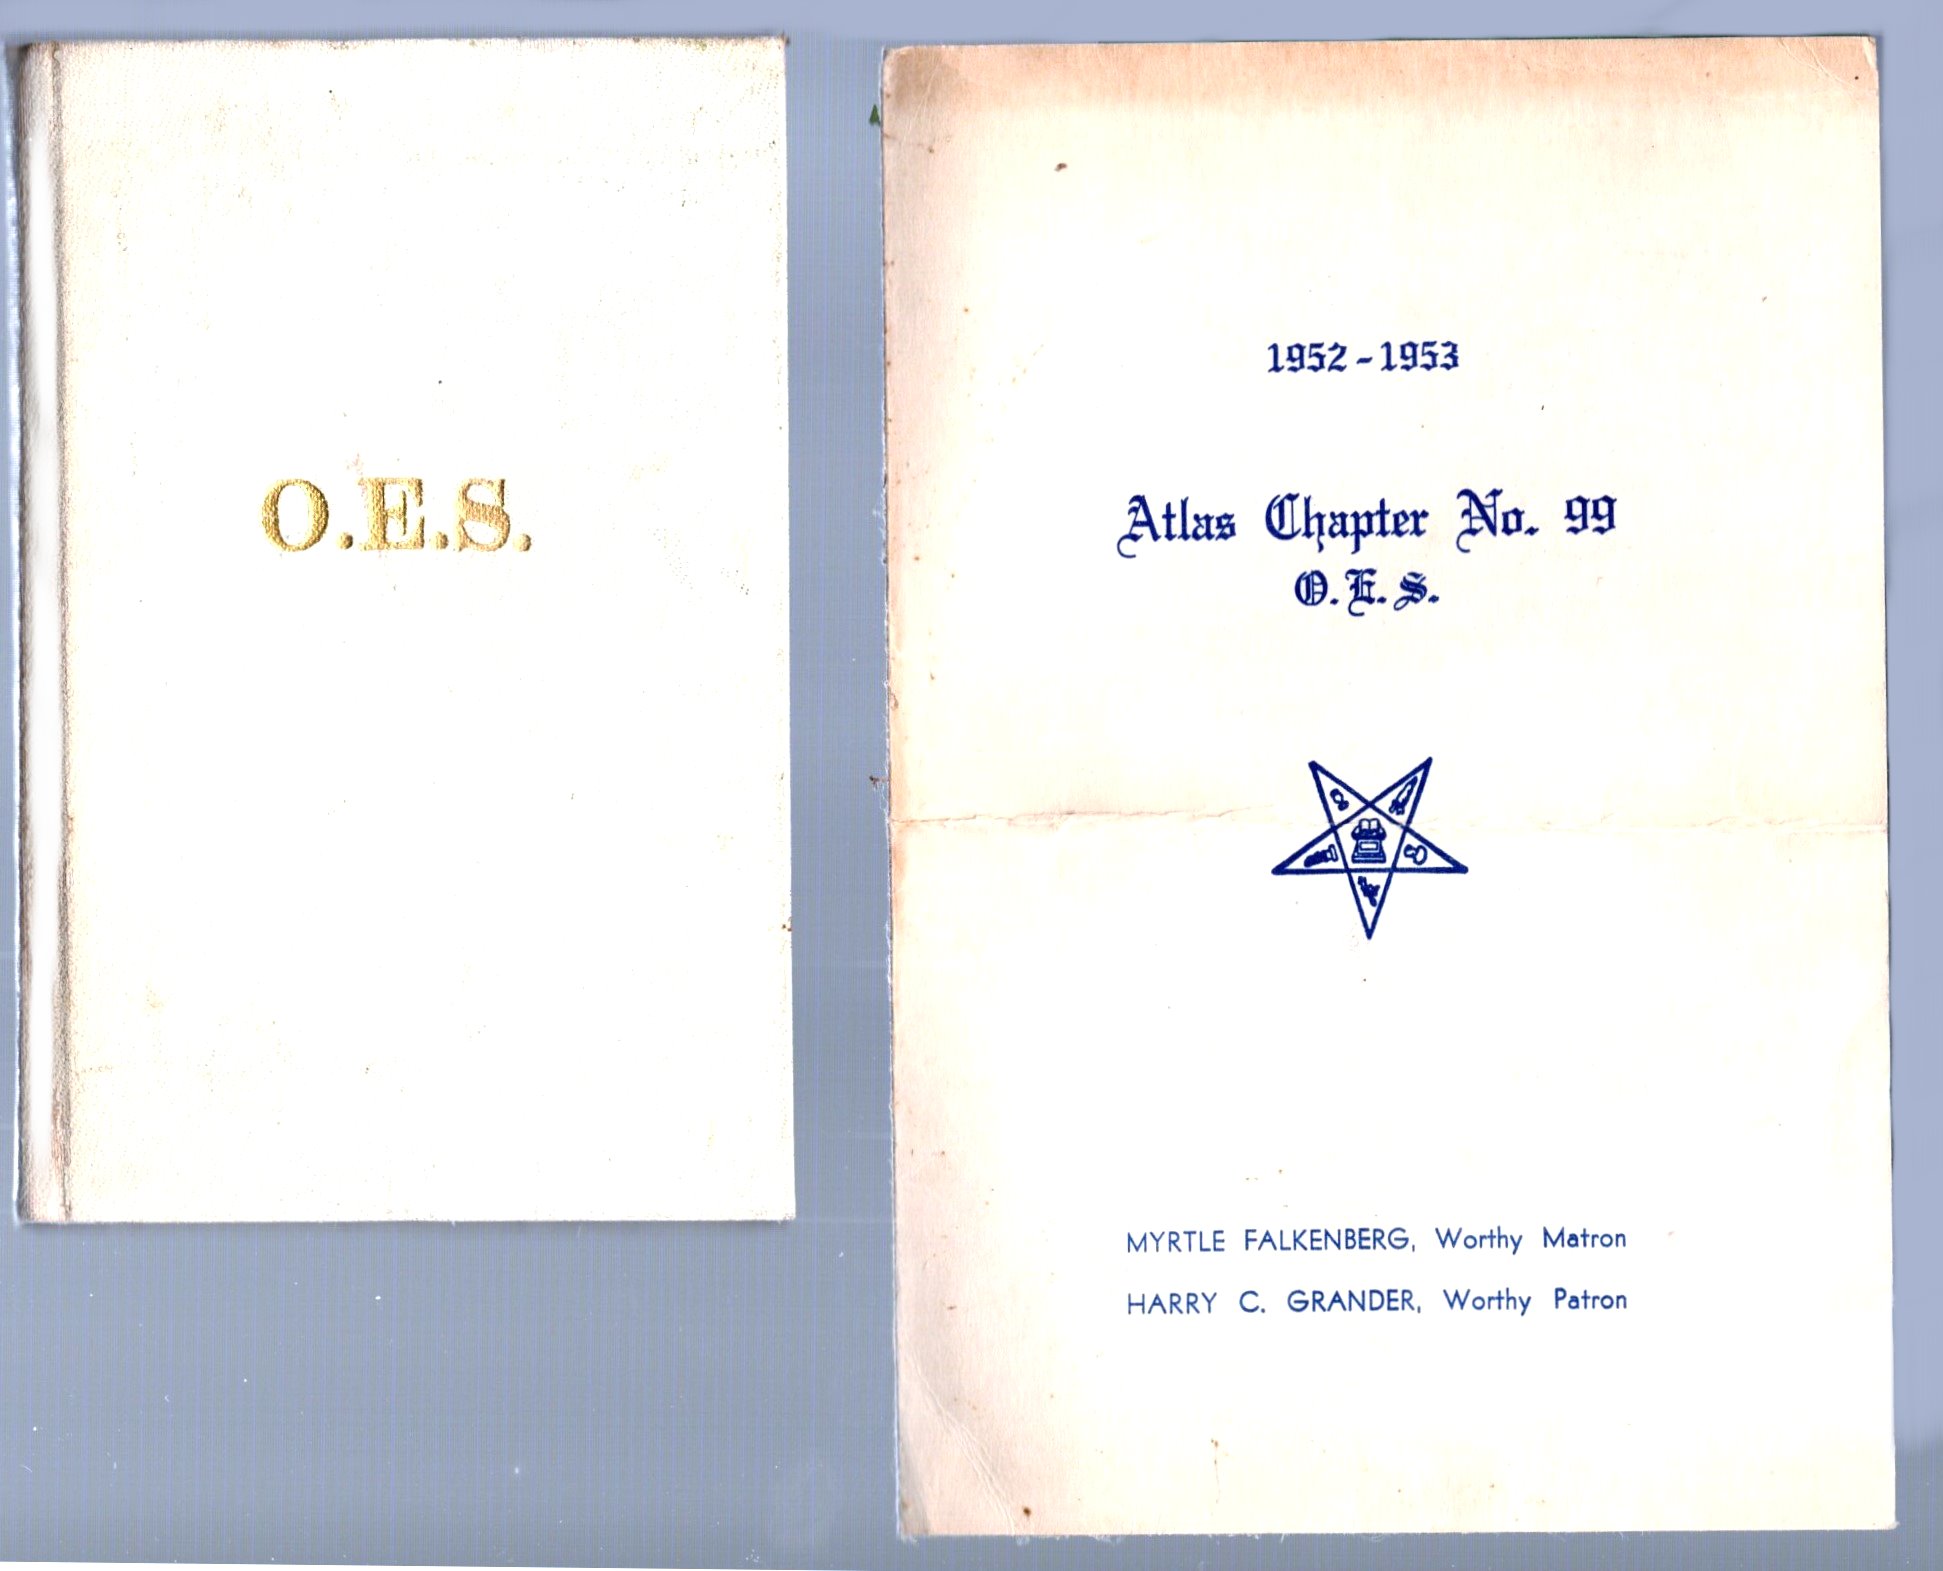 O.E.S.
1952-1953
Atlas Chapter No. 99
O.E.S.
MYRTLE FALKENBERG, Worthy Matron
HARRY C. GRANDER, Worthy Patron